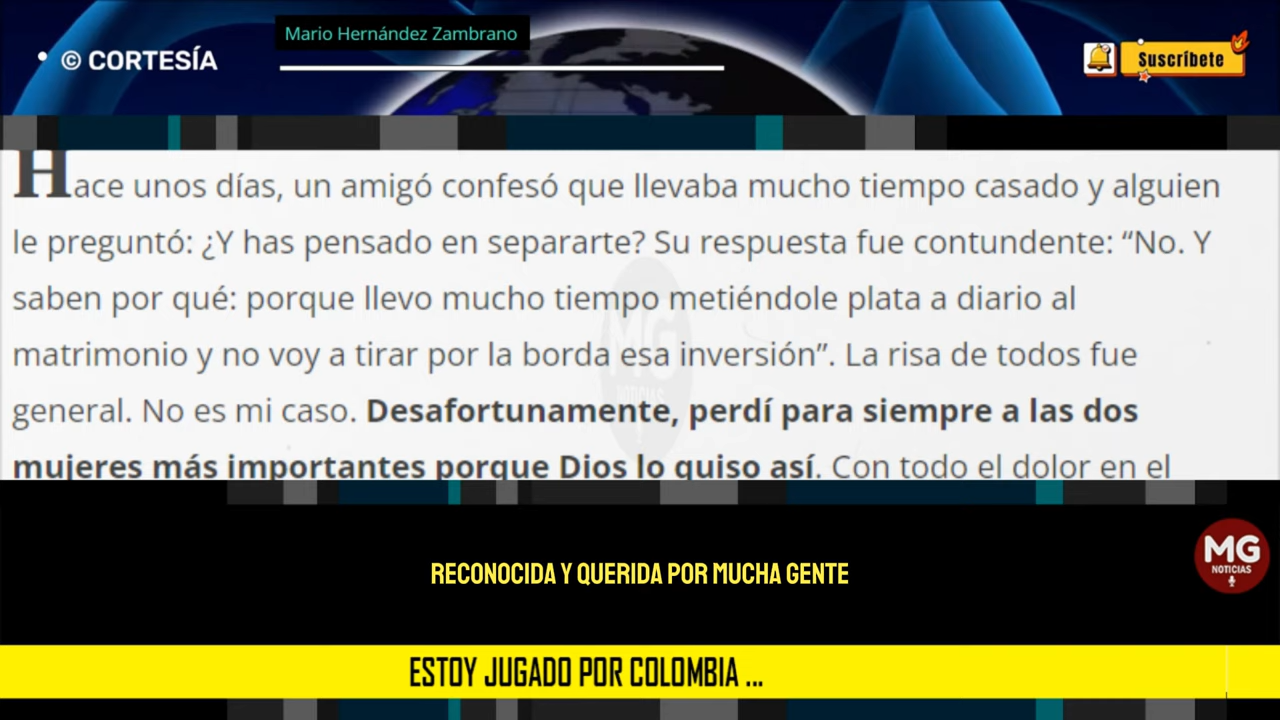 Mario Hernández Zambrano
© CORTESÍA
Suscríbete
Hace unos días, un amigó confesó que llevaba mucho tiempo casado y alguien
le preguntó: ¿Y has pensado en separarte? Su respuesta fue contundente: “No. Y
saben por qué: porque llevo mucho tiempo metiéndole plata a diario al
matrimonio y no voy a tirar por la borda esa inversión”. La risa de todos fue
general. No es mi caso. Desafortunamente, perdí para siempre a las dos
mujeres más importantes porque Dios lo quiso así. Con todo el dolor en el
MG
NOTICIAS
RECONOCIDA Y QUERIDA POR MUCHA GENTE
MG
NOTICIAS
ESTOY JUGADO POR COLOMBIA ...